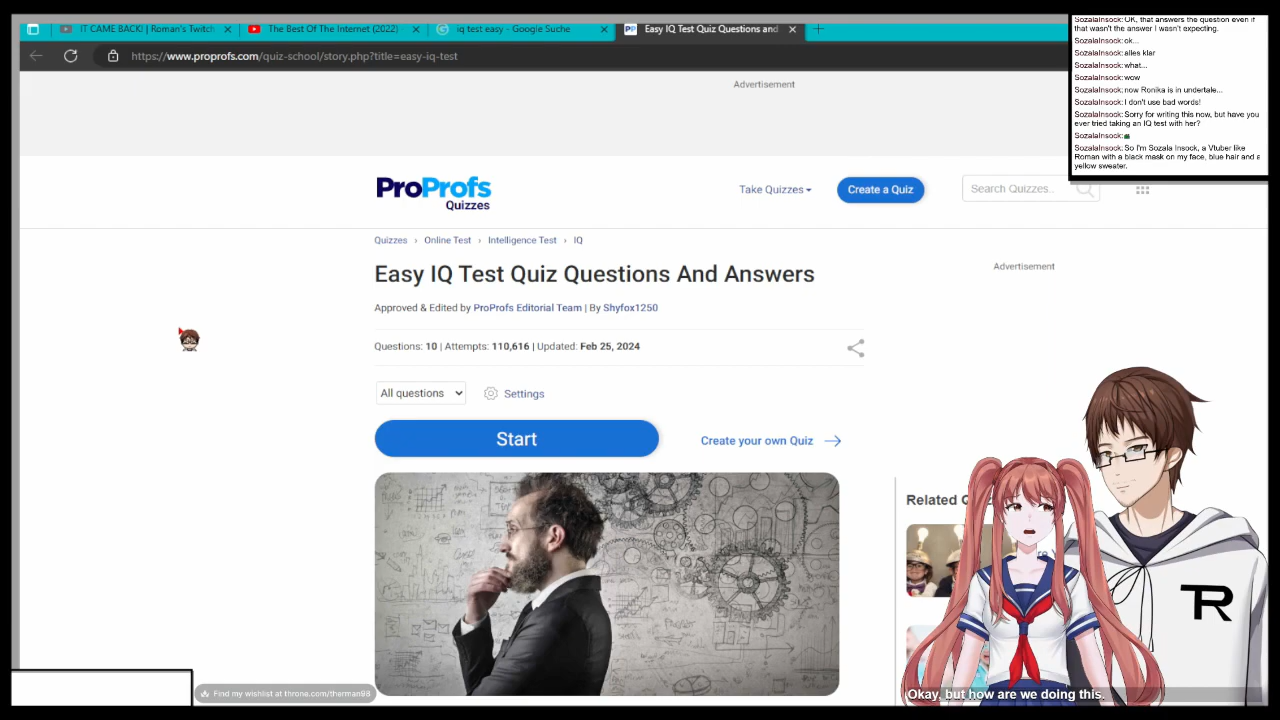 IT CAME BACK! | Roman's Twitch
The Best Of The Internet (2022)
iq test easy - Google Suche
Easy IQ Test Quiz Questions and
https://www.proprofs.com/quiz-school/story.php?title=easy-iq-test
SozalaInsock: OK, that answers the question even if
that wasn't the answer I wasn't expecting.
SozalaInsock: ok...
SozalaInsock: alles klar
SozalaInsock: what...
SozalaInsock: wow
SozalaInsock: now Ronika is in undertale...
SozalaInsock: I don't use bad words!
SozalaInsock: Sorry for writing this now, but have you
ever tried taking an IQ test with her?
SozalaInsock:
SozalaInsock: So I'm Sozala Insock, a Vtuber like
Roman with a black mask on my face, blue hair and a
yellow sweater.
Advertisement
ProProfs
Quizzes
Take Quizzes
Create a Quiz
Search Quizzes..
Quizzes › Online Test › Intelligence Test › IQ
Easy IQ Test Quiz Questions And Answers
Advertisement
Approved & Edited by ProProfs Editorial Team | By Shyfox1250
Questions: 10 | Attempts: 110,616 | Updated: Feb 25, 2024
All questions
Settings
Start
Create your own Quiz
Related
TR
Find my wishlist at throne.com/therman98
Okay, but how are we doing this.